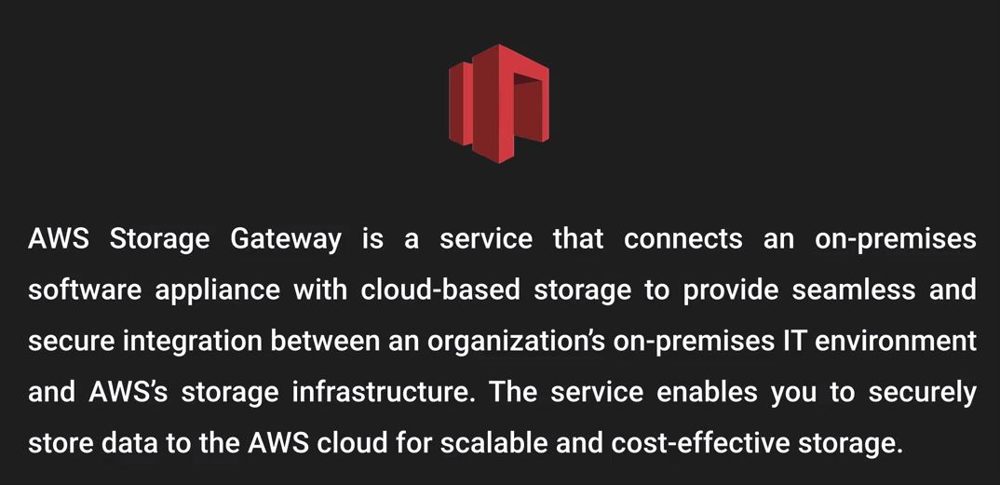 AWS Storage Gateway is a service that connects an on-premises
software appliance with cloud-based storage to provide seamless and
secure integration between an organization’s on-premises IT environment
and AWS’s storage infrastructure. The service enables you to securely
store data to the AWS cloud for scalable and cost-effective storage.